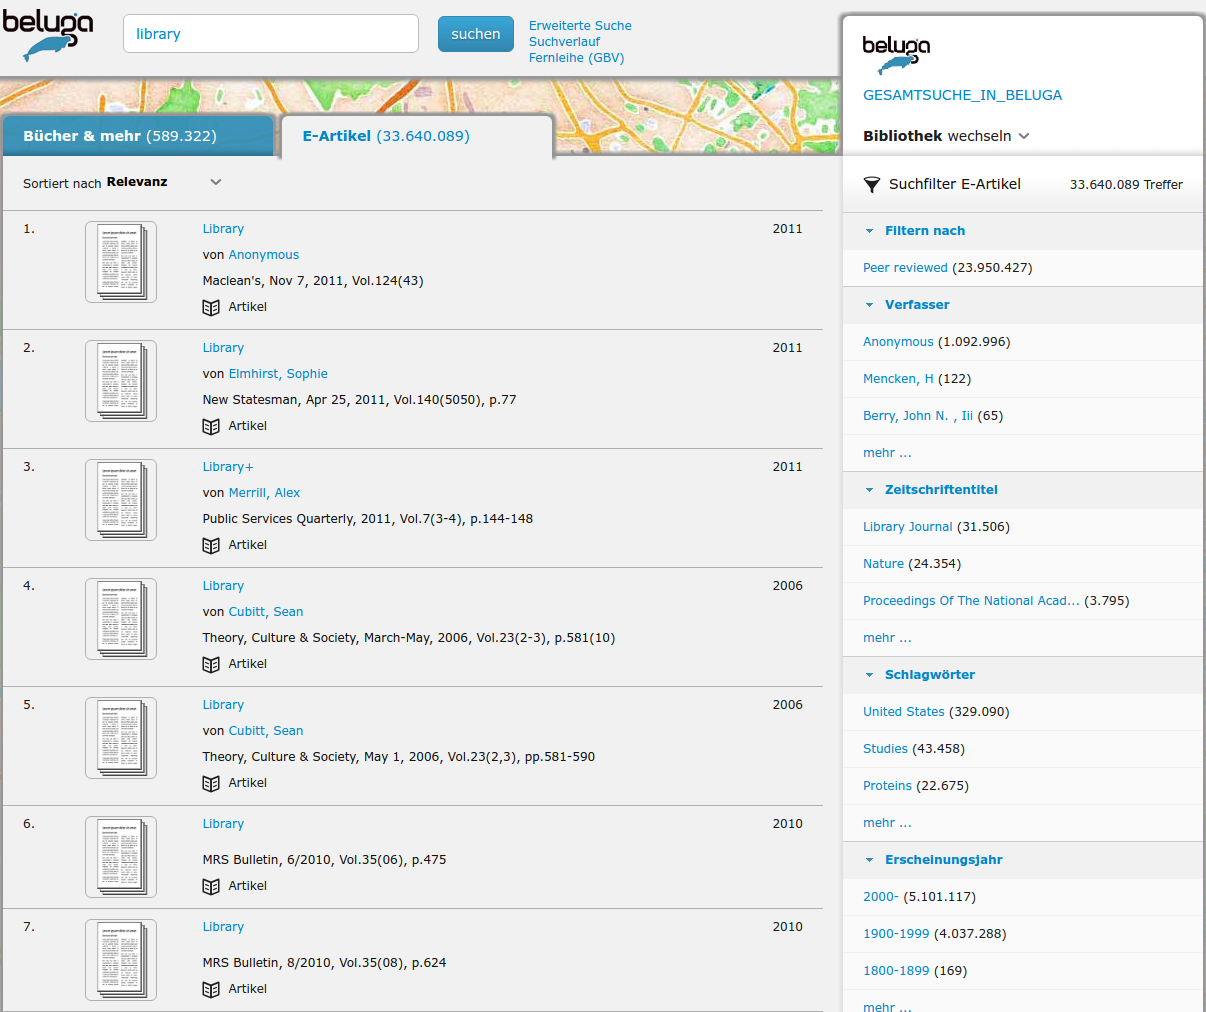 beluga
library
suchen
Erweiterte Suche
Suchverlauf
Fernleihe (GBV)
Bücher & mehr (589.322)
E-Artikel (33.640.089)
Sortiert nach Relevanz
1.
Library
2011
von Anonymous
Maclean's, Nov 7, 2011, Vol.124(43)
Artikel
2.
Library
2011
von Elmhirst, Sophie
New Statesman, Apr 25, 2011, Vol.140(5050), p.77
Artikel
3.
Library+
2011
von Merrill, Alex
Public Services Quarterly, 2011, Vol.7(3-4), p.144-148
Artikel
4.
Library
2006
von Cubitt, Sean
Theory, Culture & Society, March-May, 2006, Vol.23(2-3), p.581(10)
Artikel
5.
Library
2006
von Cubitt, Sean
Theory, Culture & Society, May 1, 2006, Vol.23(2,3), pp.581-590
Artikel
6.
Library
2010
MRS Bulletin, 6/2010, Vol.35(06), p.475
Artikel
7.
Library
2010
MRS Bulletin, 8/2010, Vol.35(08), p.624
Artikel
beluga
GESAMTSUCHE_IN_BELUGA
Bibliothek wechseln
Suchfilter E-Artikel
33.640.089 Treffer
Filtern nach
Peer reviewed (23.950.427)
Verfasser
Anonymous (1.092.996)
Mencken, H (122)
Berry, John N. , Iii (65)
mehr ...
Zeitschriftentitel
Library Journal (31.506)
Nature (24.354)
Proceedings Of The National Acad... (3.795)
mehr ...
Schlagwörter
United States (329.090)
Studies (43.458)
Proteins (22.675)
mehr ...
Erscheinungsjahr
2000- (5.101.117)
1900-1999 (4.037.288)
1800-1899 (169)
mehr ...